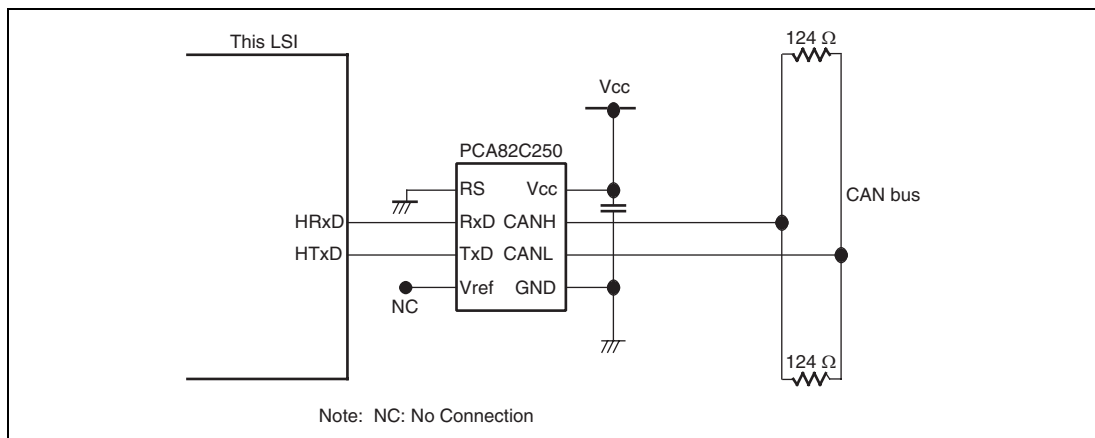 This LSI
124 Ω
Vcc
PCA82C250
RS Vcc
CAN bus
HRxD RxD CANH
HTxD TxD CANL
Vref GND
NC
124 Ω
Note: NC: No Connection